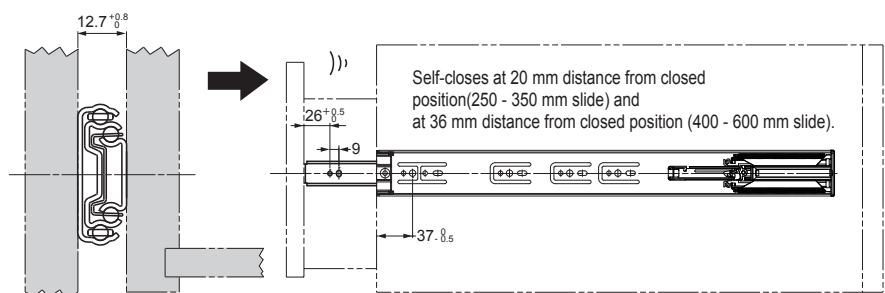 12.7 +0.8 0
Self-closes at 20 mm distance from closed
position(250 - 350 mm slide) and
at 36 mm distance from closed position (400 - 600 mm slide).
26 +0.5 0
9
37 0 -0.5